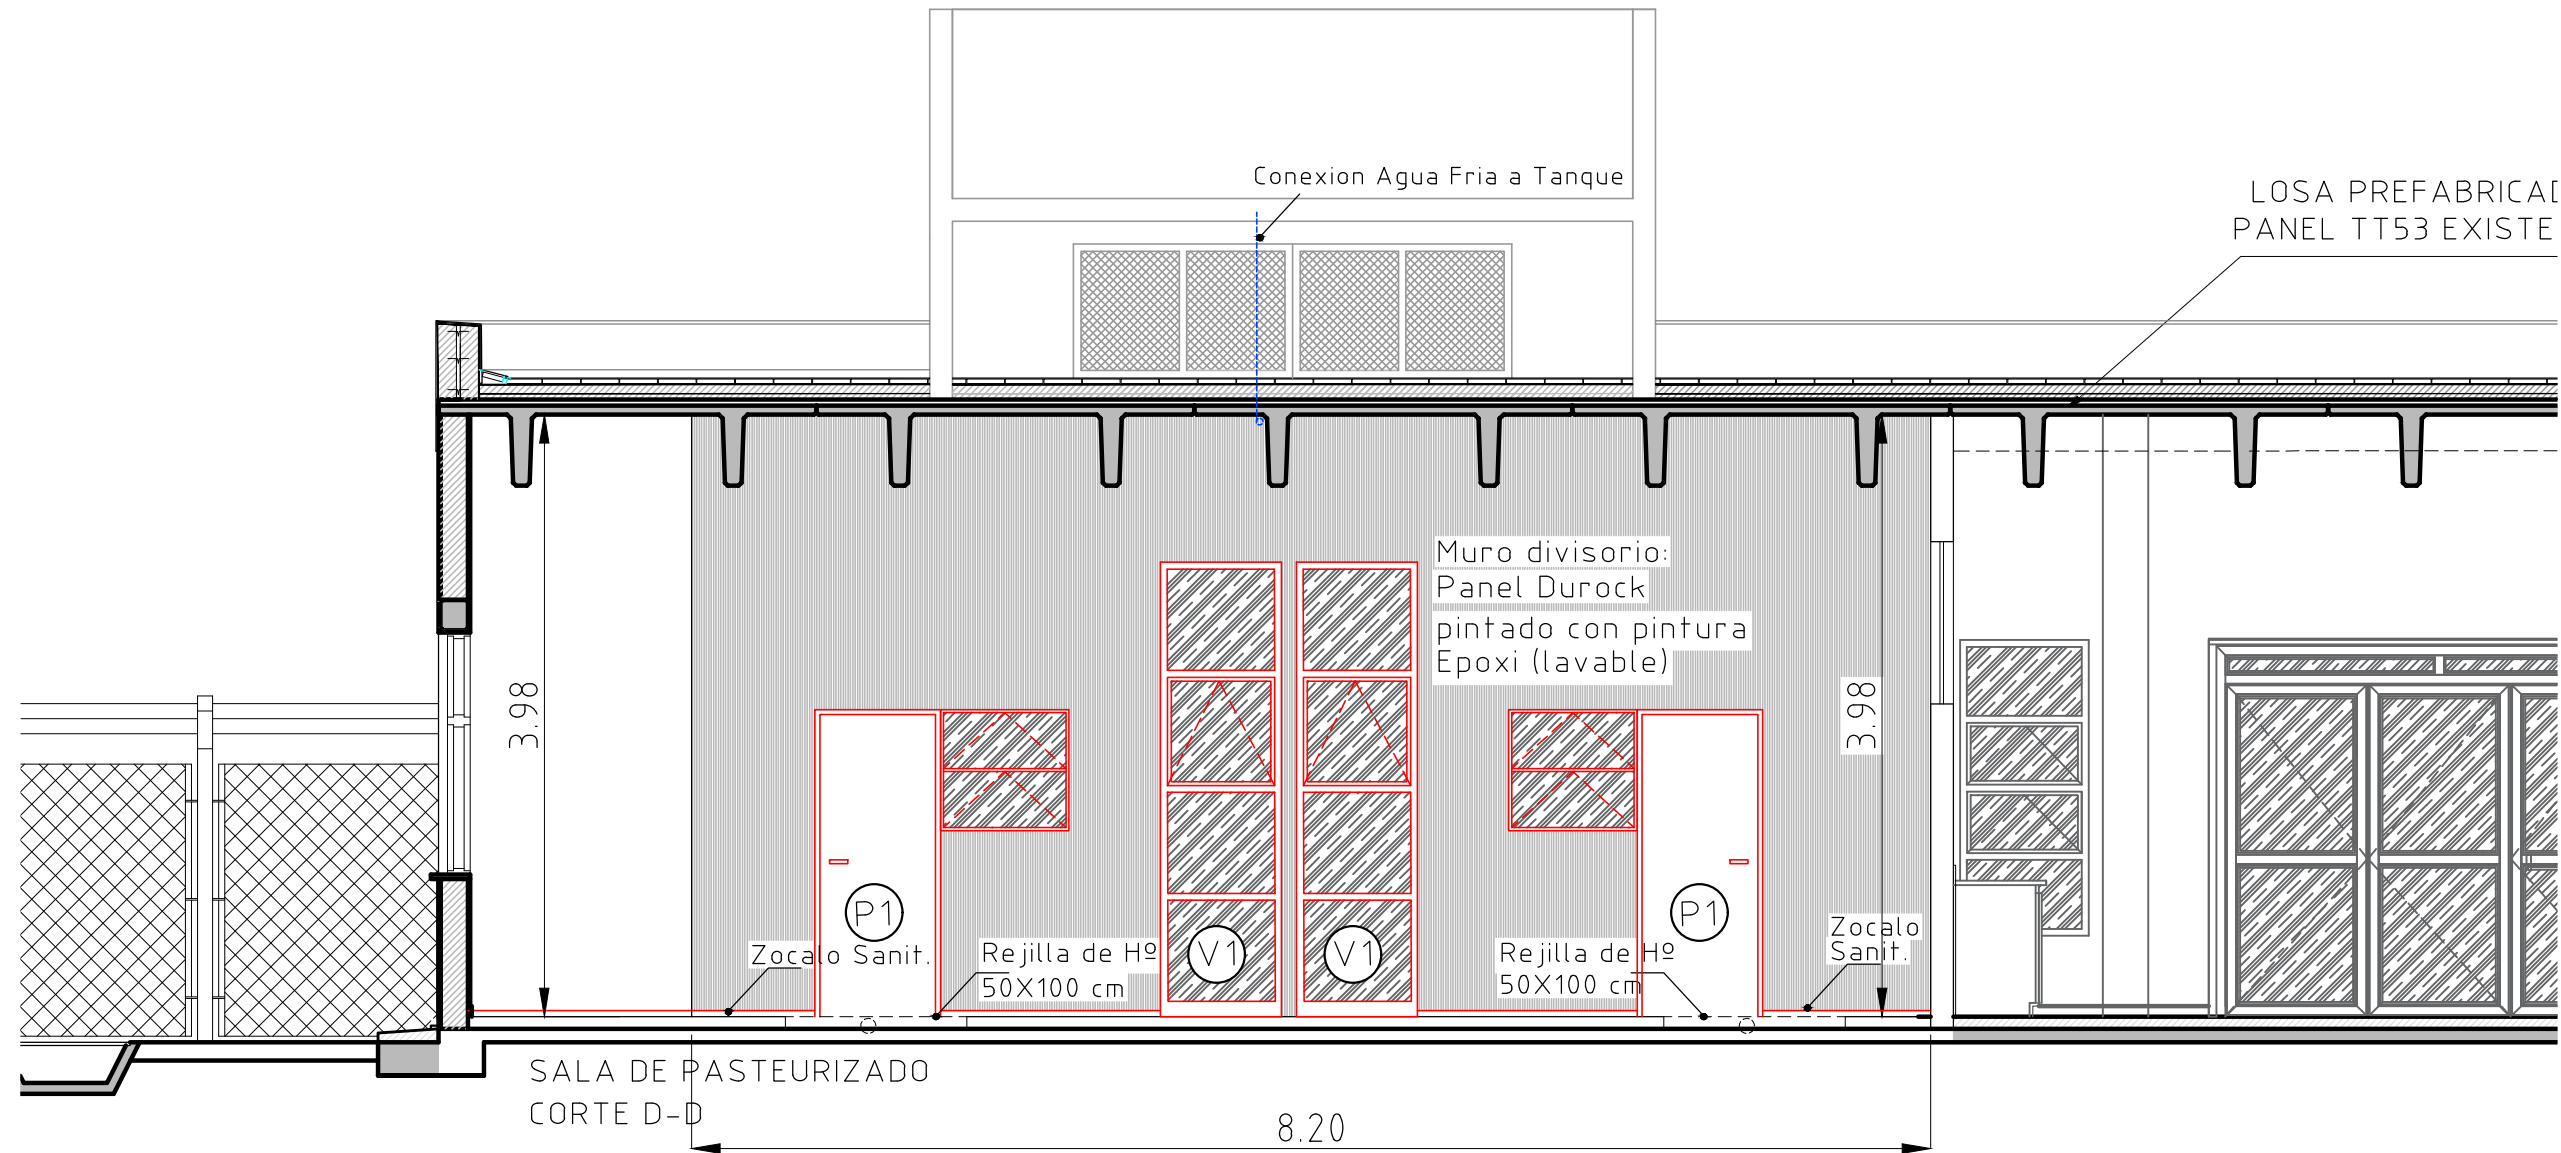 Conexion Agua Fria a Tanque
LOSA PREFABRICAD
PANEL TT53 EXISTE
Muro divisorio:
Panel Durock
pintado con pintura
Epoxi (lavable)
3.98
3.98
P1
P1
V1
V1
Zocalo Sanit.
Rejilla de Hº
50X100 cm
Rejilla de Hº
50X100 cm
Zocalo
Sanit.
SALA DE PASTEURIZADO
CORTE D-D
8.20